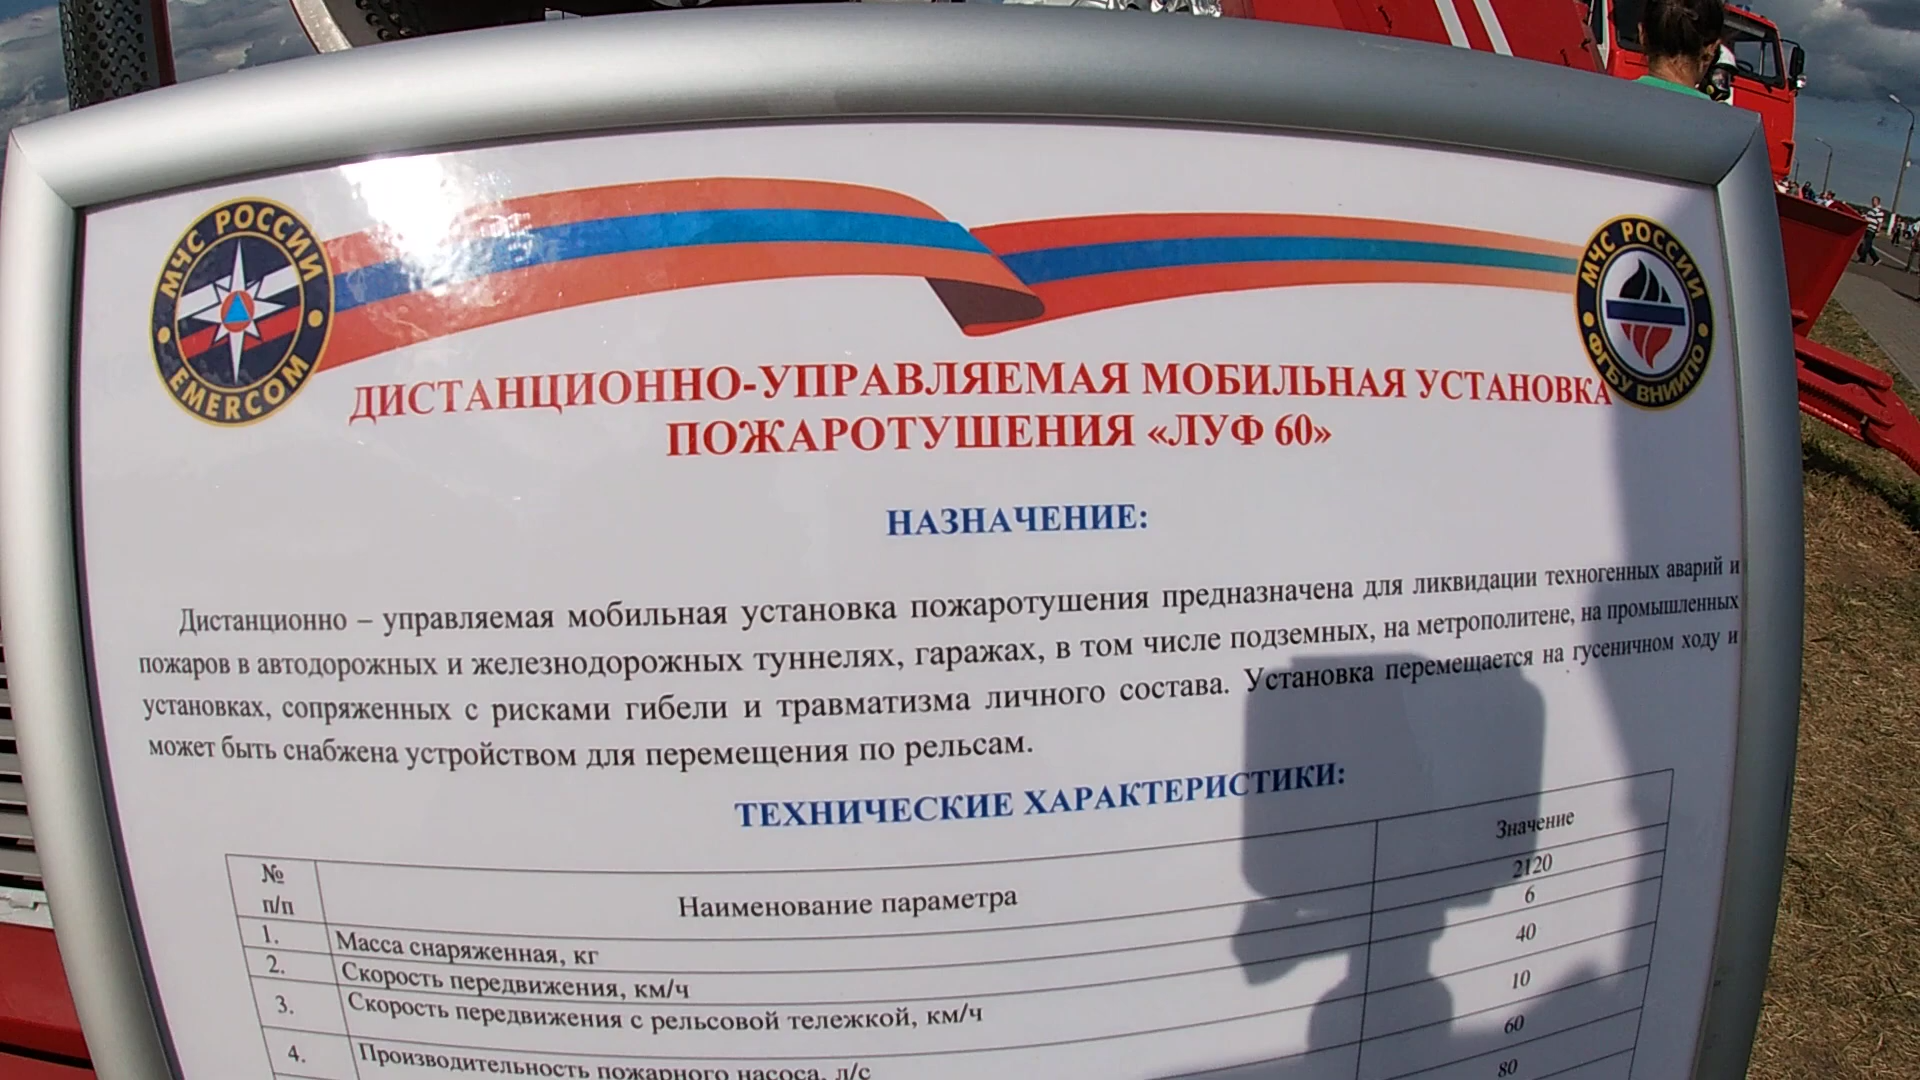 МЧС РОССИИ
EMERCOM
МЧС РОССИИ
ФГБУ ВНИИПО
ДИСТАНЦИОННО-УПРАВЛЯЕМАЯ МОБИЛЬНАЯ УСТАНОВКА
ПОЖАРОТУШЕНИЯ «ЛУФ 60»
НАЗНАЧЕНИЕ:
Дистанционно – управляемая мобильная установка пожаротушения предназначена для ликвидации техногенных аварий и
пожаров в автодорожных и железнодорожных туннелях, гаражах, в том числе подземных, на метрополитене, на промышленных
установках, сопряженных с рисками гибели и травматизма личного состава. Установка перемещается на гусеничном ходу и
может быть снабжена устройством для перемещения по рельсам.
ТЕХНИЧЕСКИЕ ХАРАКТЕРИСТИКИ:
№ п/п Наименование параметра Значение
1. Масса снаряженная, кг 2120
2. Скорость передвижения, км/ч 6
3. Скорость передвижения с рельсовой тележкой, км/ч 40
4. Производительность пожарного насоса, л/с 10
60
80